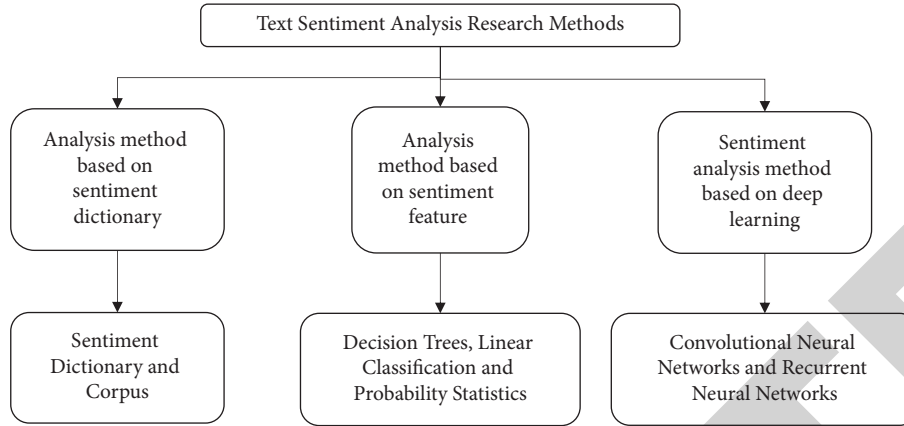 Text Sentiment Analysis Research Methods
Analysis method
based on
sentiment
dictionary
Analysis
method based
on sentiment
feature
Sentiment
analysis method
based on deep
learning
Sentiment
Dictionary and
Corpus
Decision Trees, Linear
Classification and
Probability Statistics
Convolutional Neural
Networks and Recurrent
Neural Networks